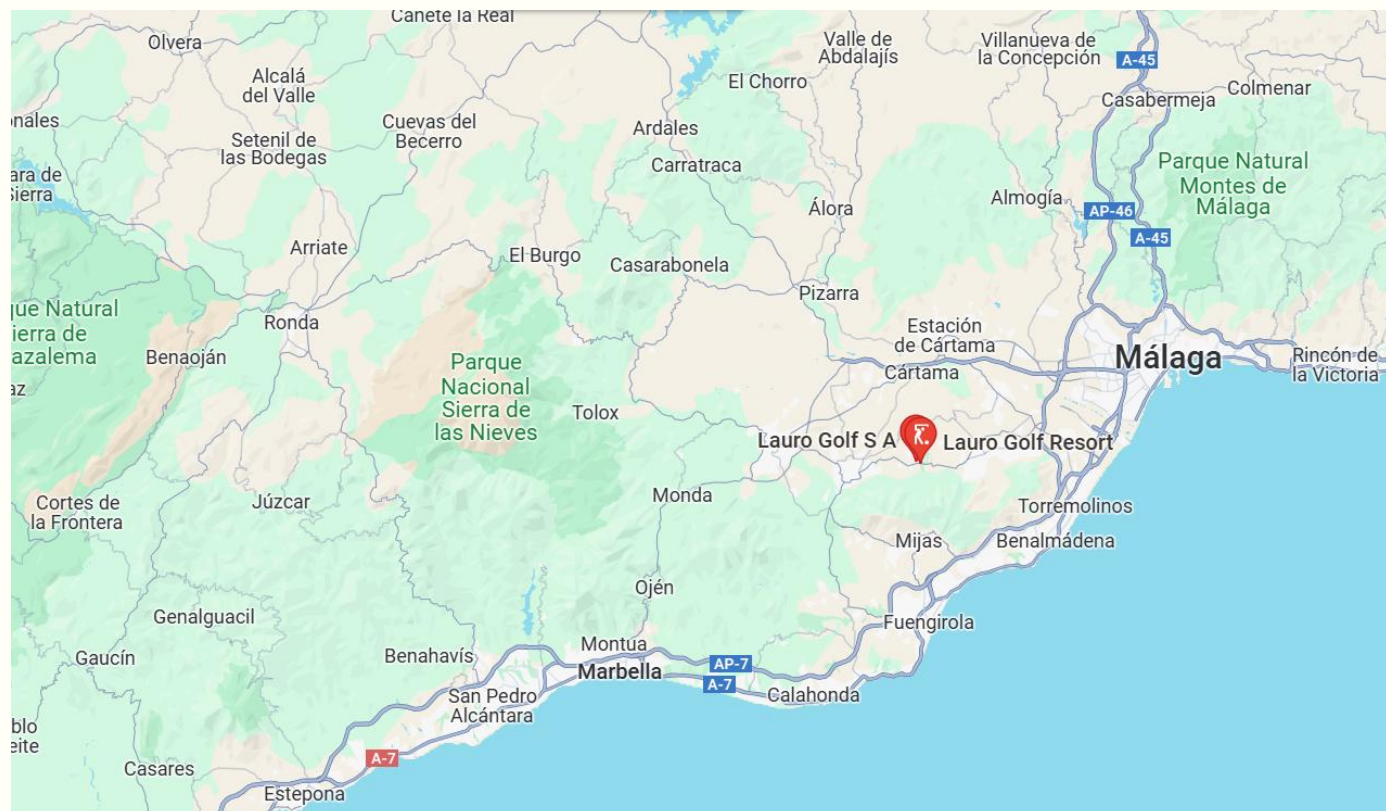 Cañete la Real
Olvera
Valle de
Abdalajís
Villanueva de
la Concepción
A-45
Alcalá
del Valle
El Chorro
Colmenar
Casabermeja
onales
Cuevas del
Becerro
Ardales
Setenil de
las Bodegas
Carratraca
Parque Natural
Montes de
Málaga
ara de
Sierra
Almogía
Álora
AP-46
A-45
Arriate
El Burgo
Casarabonela
Pizarra
que Natural
ierra de
azalema
Ronda
Estación
de Cártama
Málaga
Benaoján
Rincón de
la Victoria
Parque
Nacional
Sierra de
las Nieves
Cártama
az
Tolox
Lauro Golf S A
Lauro Golf Resort
Monda
Cortes de
la Frontera
Júzcar
Torremolinos
Mijas
Benalmádena
Ojén
Genalguacil
Fuengirola
Montua
Gaucín
Benahavís
AP-7
Marbella
A-7
San Pedro
Alcántara
Calahonda
blo
eite
A-7
Casares
Estepona